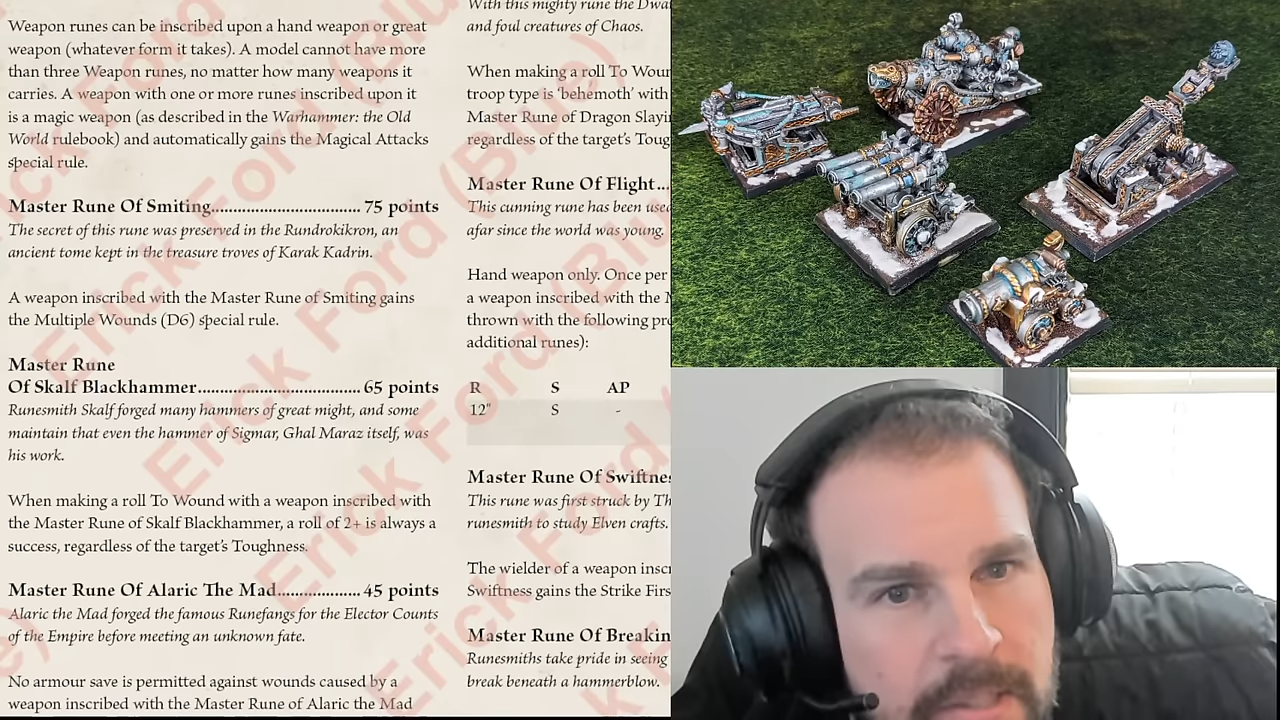 Weapon runes can be inscribed upon a hand weapon or great
weapon (whatever form it takes). A model cannot have more
than three Weapon runes, no matter how many weapons it
carries. A weapon with one or more runes inscribed upon it
is a magic weapon (as described in the Warhammer: the Old
World rulebook) and automatically gains the Magical Attacks
special rule.
Master Rune Of Smiting.................................. 75 points
The secret of this rune was preserved in the Rundrokikron, an
ancient tome kept in the treasure troves of Karak Kadrin.
A weapon inscribed with the Master Rune of Smiting gains
the Multiple Wounds (D6) special rule.
Master Rune
Of Skalf Blackhammer..................................... 65 points
Runesmith Skalf forged many hammers of great might, and some
maintain that even the hammer of Sigmar, Ghal Maraz itself, was
his work.
When making a roll To Wound with a weapon inscribed with
the Master Rune of Skalf Blackhammer, a roll of 2+ is always a
success, regardless of the target's Toughness.
Master Rune Of Alaric The Mad................... 45 points
Alaric the Mad forged the famous Runefangs for the Elector Counts
of the Empire before meeting an unknown fate.
No armour save is permitted against wounds caused by a
weapon inscribed with the Master Rune of Alaric the Mad
With this mighty rune the Dwa
and foul creatures of Chaos.
When making a roll To Woun
troop type is 'behemoth' with
Master Rune of Dragon Slayin
regardless of the target's Toug
Master Rune Of Flight...
This cunning rune has been used
afar since the world was young.
Hand weapon only. Once per
a weapon inscribed with the M
thrown with the following pro
additional runes):
R S AP
12" S -
Master Rune Of Swiftnes
This rune was first struck by Th
runesmith to study Elven crafts.
The wielder of a weapon inscr
Swiftness gains the Strike Firs
Master Rune Of Breakin
Runesmiths take pride in seeing
break beneath a hammerblow.
Erick Ford (Blue)